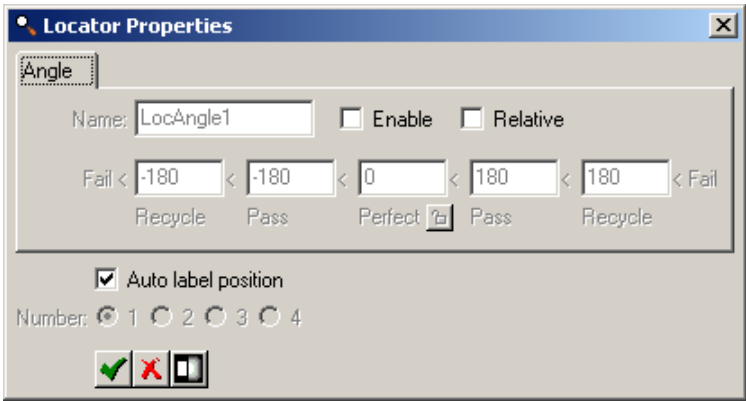 Locator Properties
Angle
Name: LocAngle1 Enable Relative
Fail < -180 < -180 < 0 < 180 < 180 < Fail
Recycle Pass Perfect Pass Recycle
Auto label position
Number: 1 2 3 4